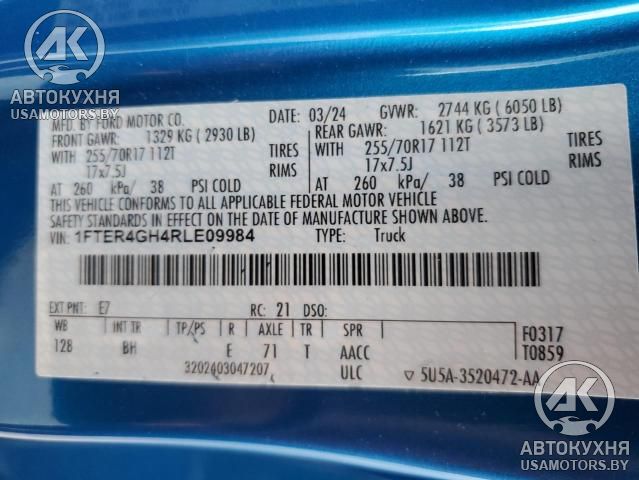 АК
АВТОКУХНЯ
USAMOTORS.BY
MFD. BY FORD MOTOR CO.
DATE: 03/24 GVWR: 2744 KG ( 6050 LB)
FRONT GAWR: 1329 KG ( 2930 LB)
REAR GAWR: 1621 KG ( 3573 LB)
WITH 255/70R17 112T TIRES
WITH 255/70R17 112T TIRES
17x7.5J RIMS
17x7.5J RIMS
AT 260 kPa/ 38 PSI COLD
AT 260 kPa/ 38 PSI COLD
THIS VEHICLE CONFORMS TO ALL APPLICABLE FEDERAL MOTOR VEHICLE
SAFETY STANDARDS IN EFFECT ON THE DATE OF MANUFACTURE SHOWN ABOVE.
VIN: 1FTER4GH4RLE09984 TYPE: Truck
EXT PNT: E7 RC: 21 DSO:
WB INT TR TP/PS R AXLE TR SPR F0317
128 BH E 71 T AACC T0859
3202403047207 ULC ▽ 5U5A-3520472-AA
АК
АВТОКУХНЯ
USAMOTORS.BY